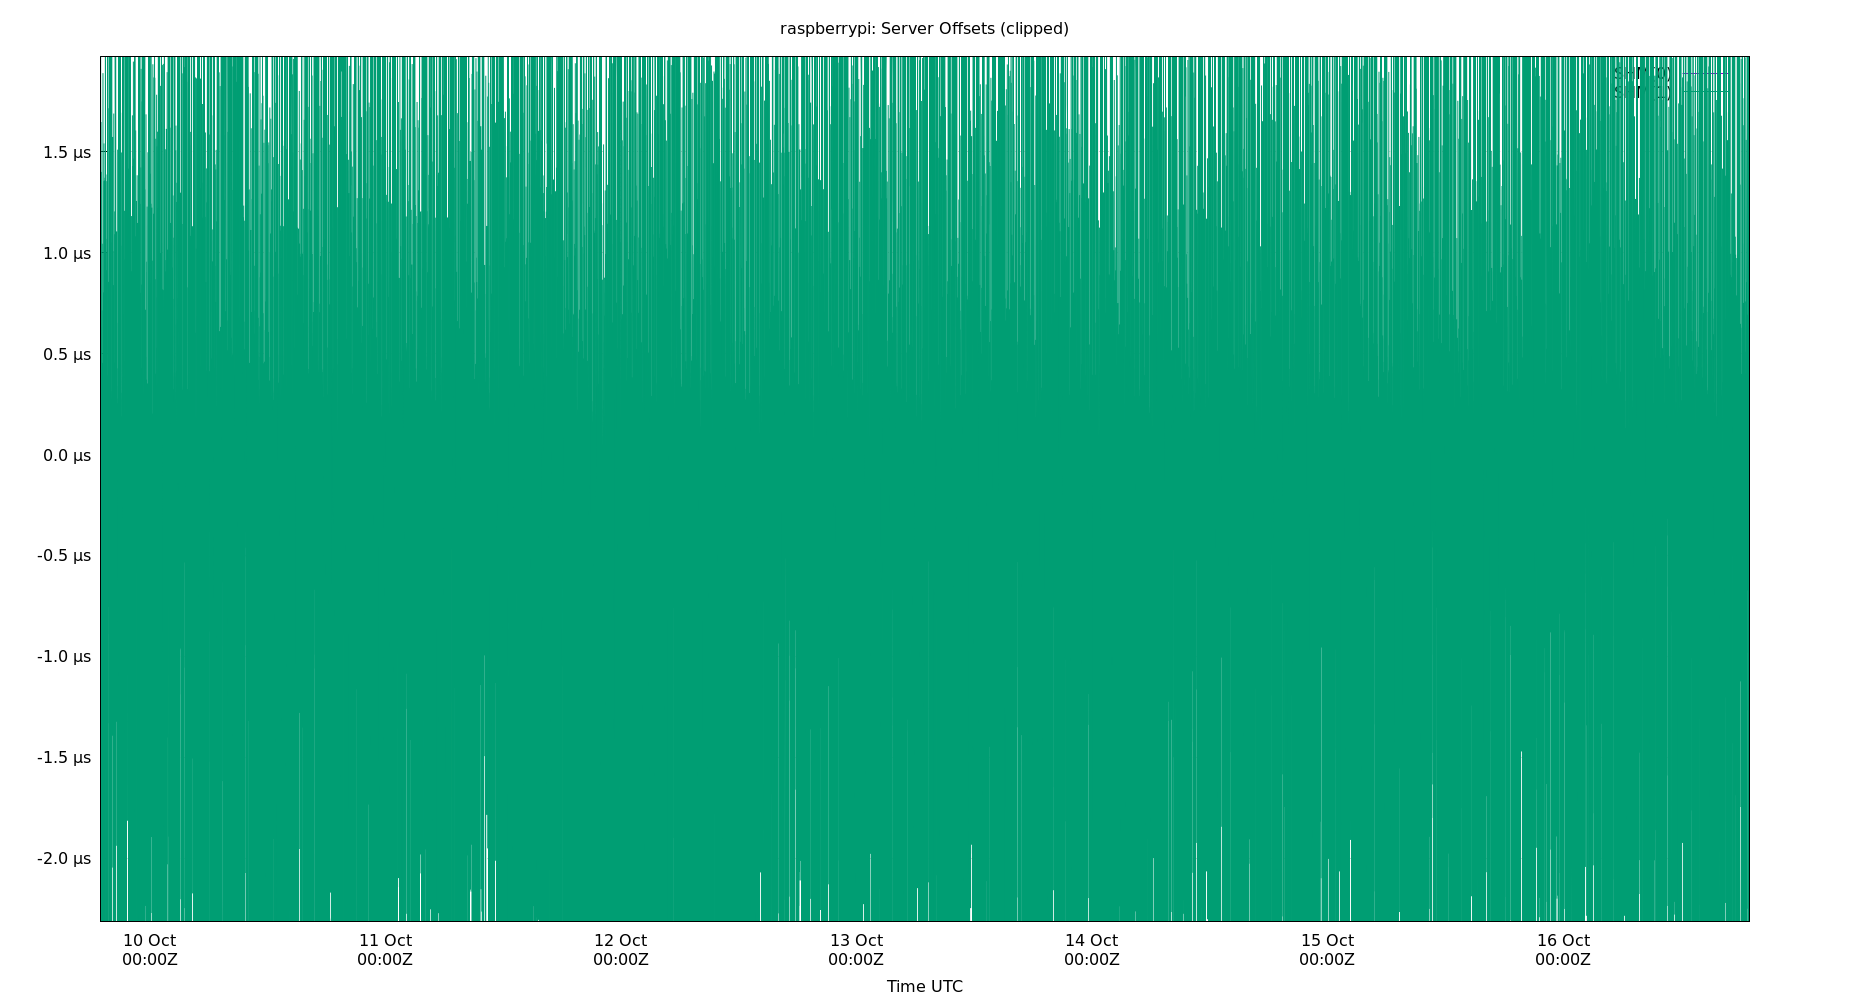 raspberrypi: Server Offsets (clipped)
SHM(0)
1.5 µs
1.0 µs
0.5 µs
0.0 µs
-0.5 µs
-1.0 µs
-1.5 µs
-2.0 µs
10 Oct 11 Oct 12 Oct 13 Oct 14 Oct 15 Oct 16 Oct
00:00Z 00:00Z 00:00Z 00:00Z 00:00Z 00:00Z 00:00Z
Time UTC